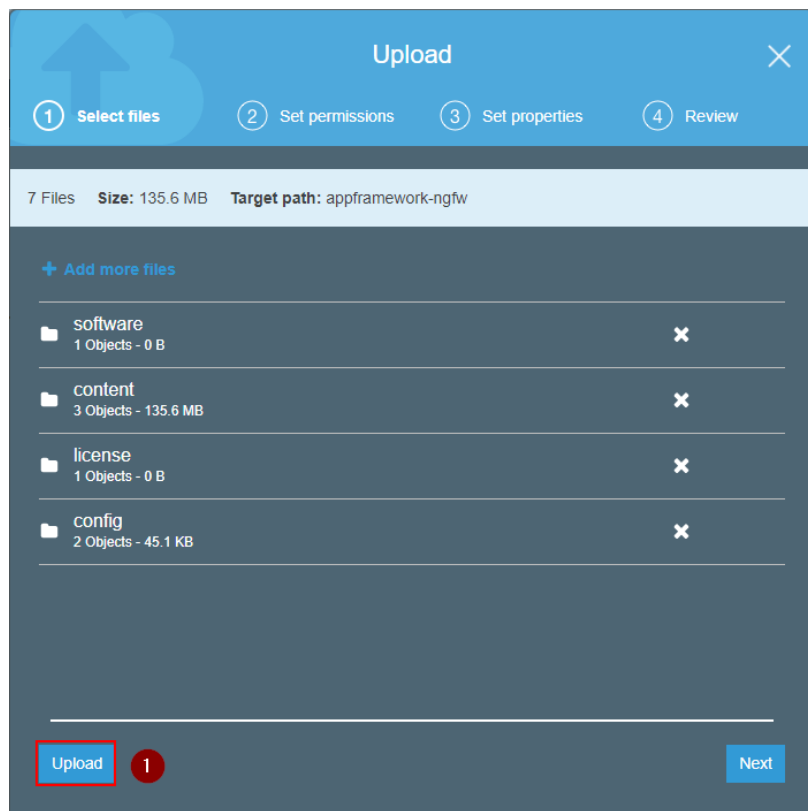 Upload
1 Select files 2 Set permissions 3 Set properties 4 Review
7 Files Size: 135.6 MB Target path: appframework-ngfw
Add more files
software
1 Objects - 0 B
content
3 Objects - 135.6 MB
license
1 Objects - 0 B
config
2 Objects - 45.1 KB
Upload 1 Next